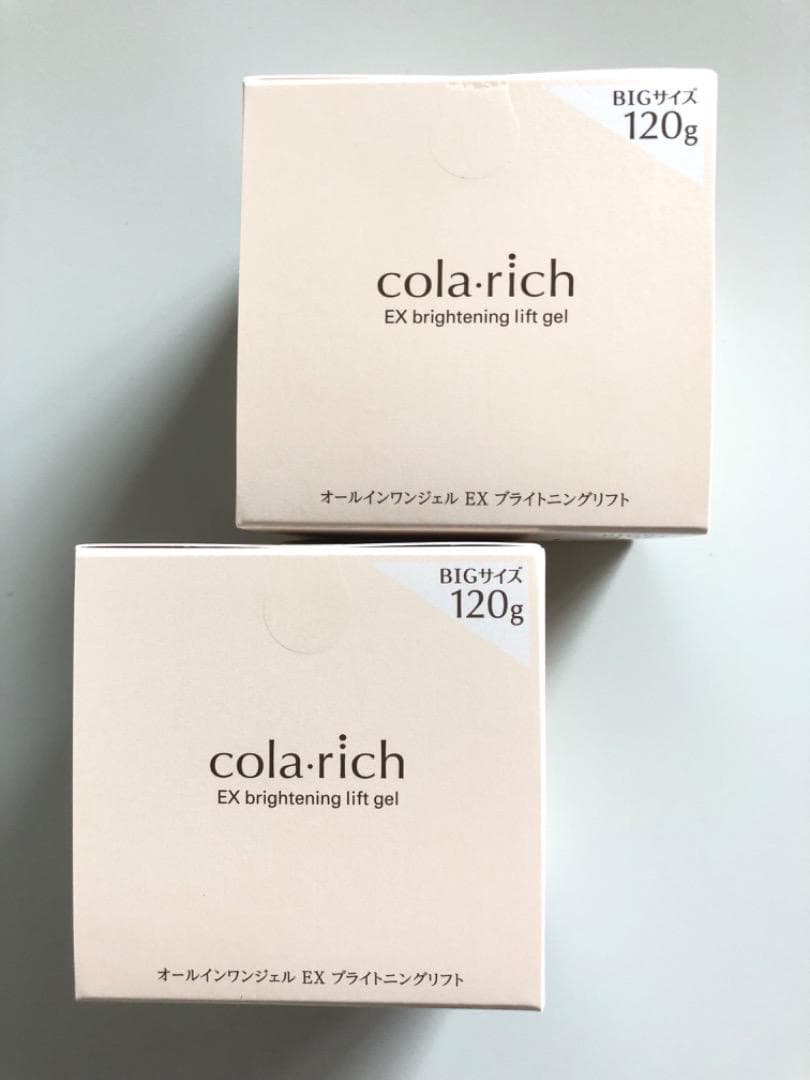 BIGサイズ
120g
cola·rich
EX brightening lift gel
オールインワンジェル EX ブライトニングリフト
BIGサイズ
120g
cola·rich
EX brightening lift gel
オールインワンジェル EX ブライトニングリフト